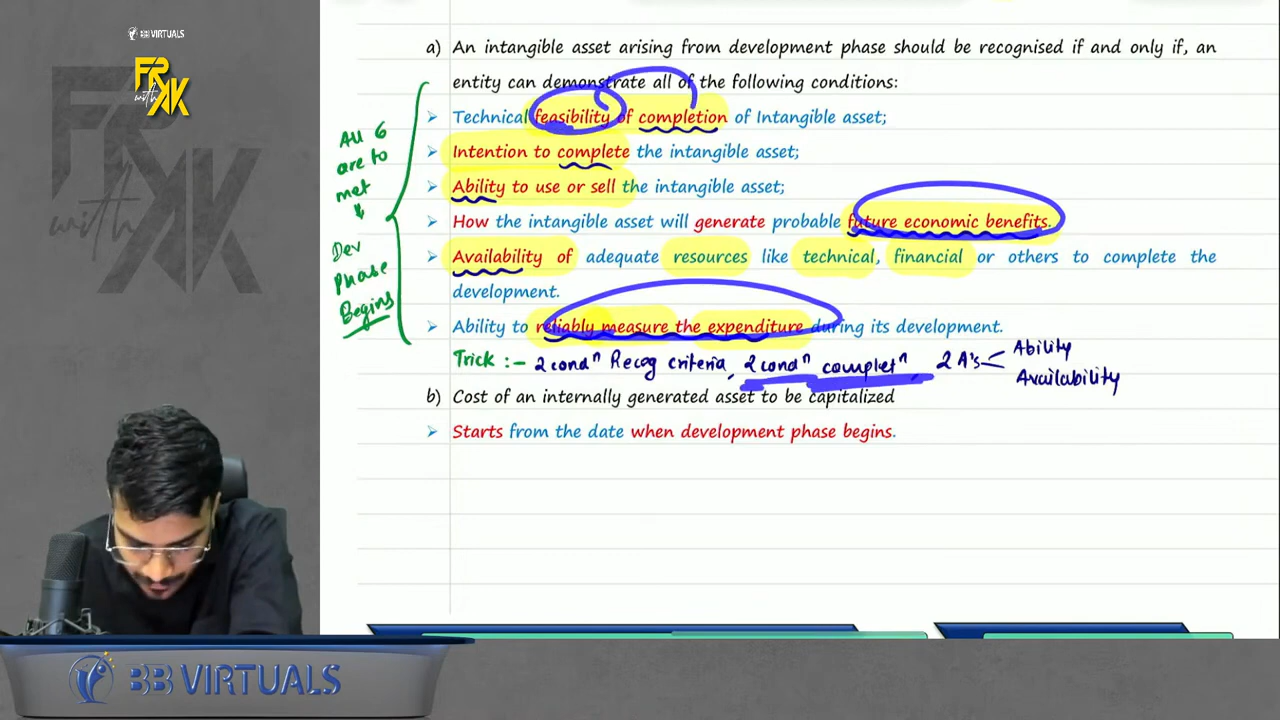 BB VIRTUALS
FR
with
AK
FR
with
AK
a) An intangible asset arising from development phase should be recognised if and only if, an
entity can demonstrate all of the following conditions:
➢ Technical feasibility of completion of Intangible asset;
➢ Intention to complete the intangible asset;
➢ Ability to use or sell the intangible asset;
➢ How the intangible asset will generate probable future economic benefits.
➢ Availability of adequate resources like technical, financial or others to complete the
development.
➢ Ability to reliably measure the expenditure during its development.
All 6
are to
met
Dev
Phase
Begins
Trick :- 2 condⁿ Recog criteria, 2 condⁿ completⁿ, 2 A's
Ability
Availability
b) Cost of an internally generated asset to be capitalized
➢ Starts from the date when development phase begins.
BB VIRTUALS